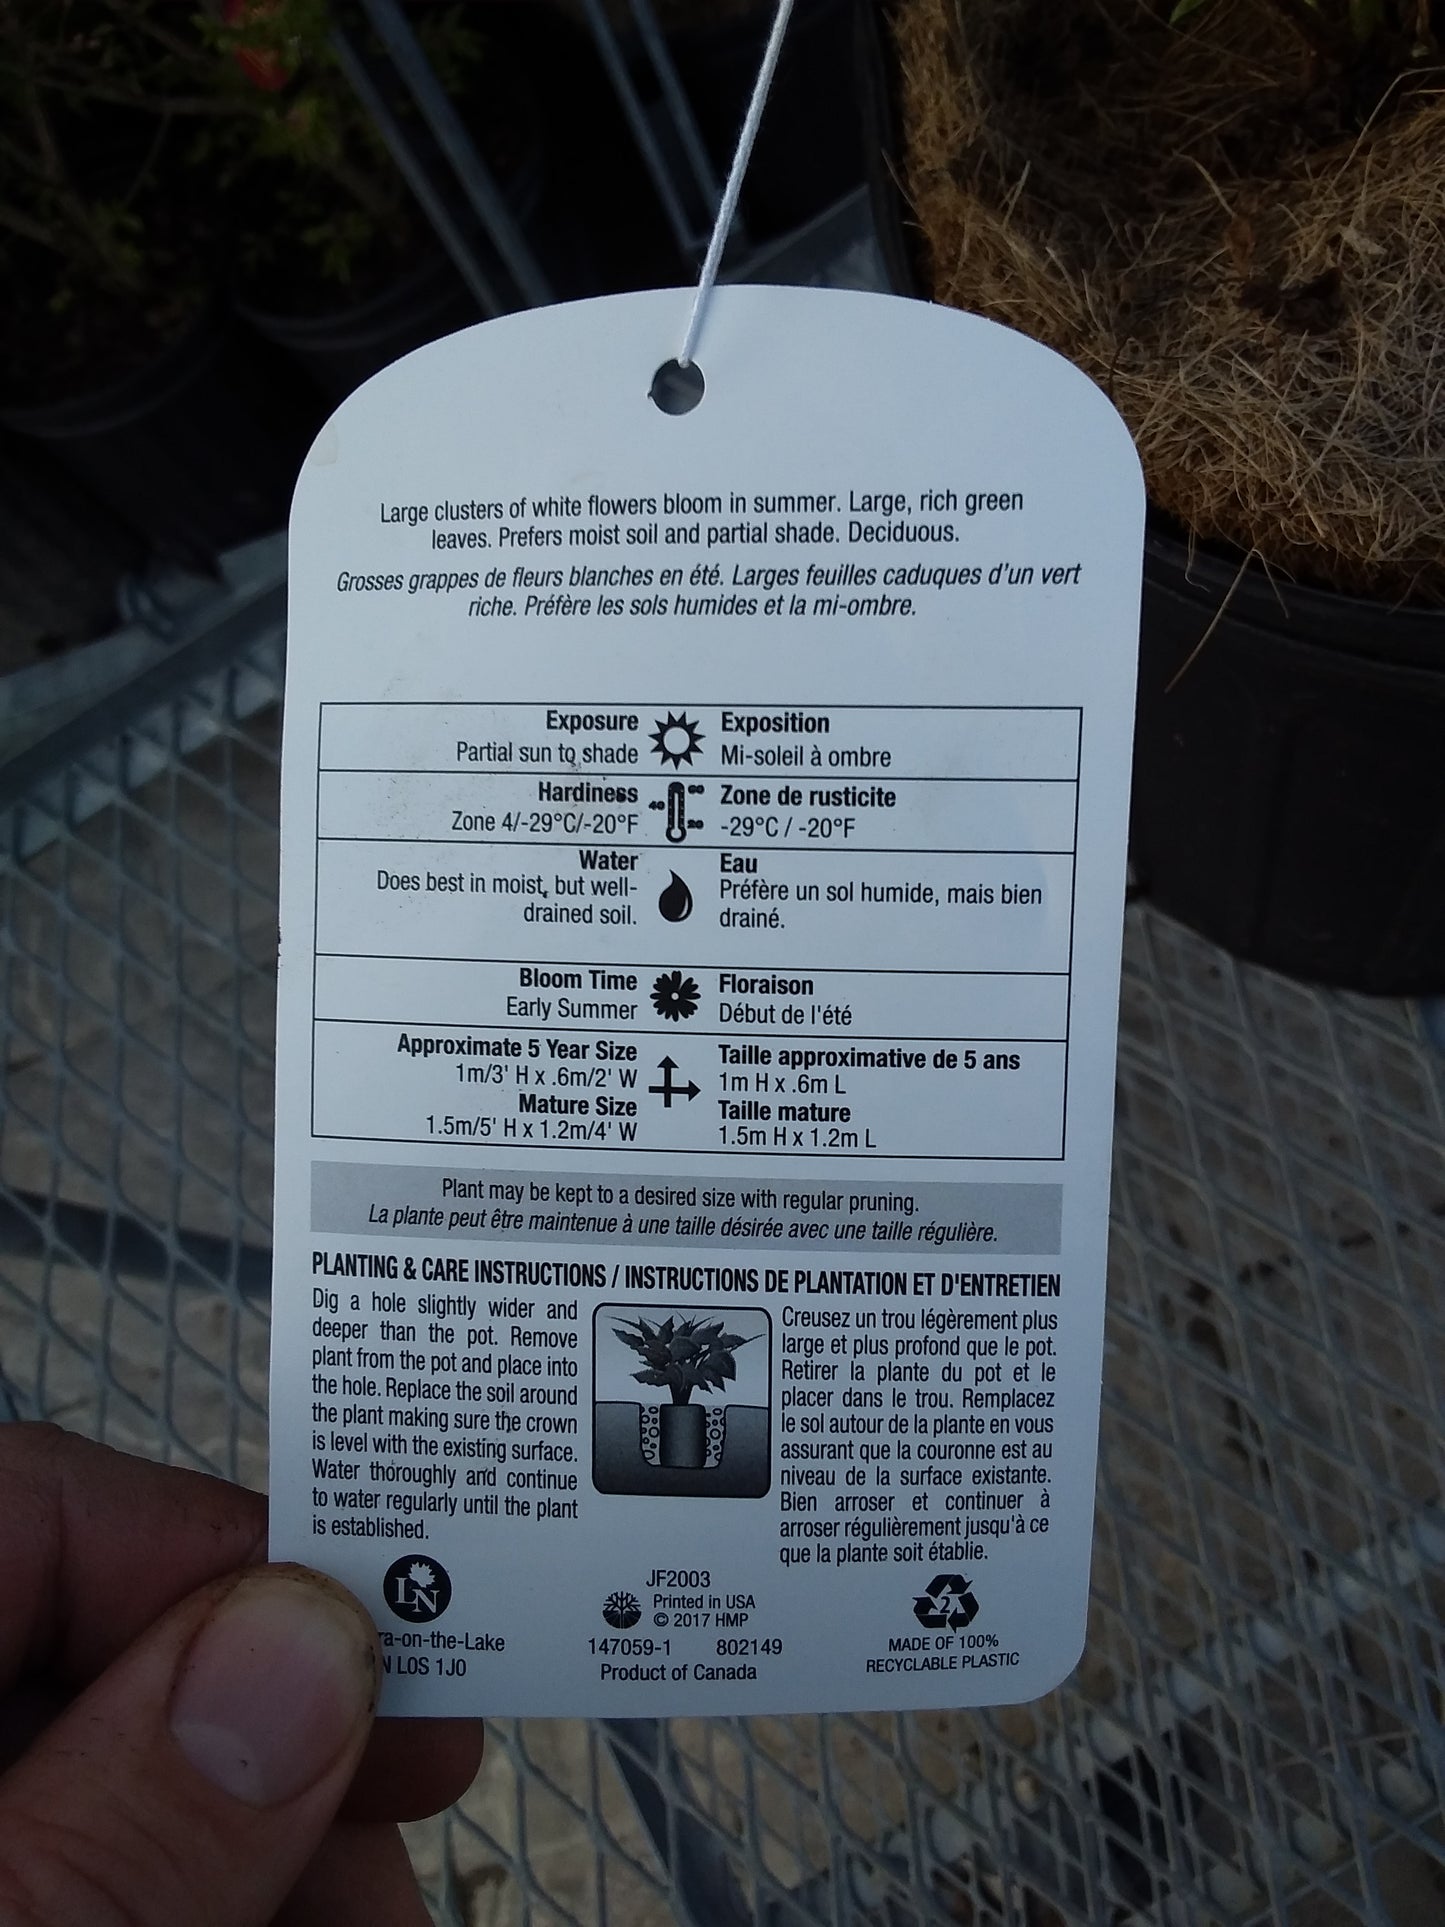 Large clusters of white flowers bloom in summer. Large, rich green
leaves. Prefers moist soil and partial shade. Deciduous.
Grosses grappes de fleurs blanches en été. Larges feuilles caduques d'un vert
riche. Préfère les sols humides et la mi-ombre.
Exposure
Partial sun to shade
Exposition
Mi-soleil à ombre
Hardiness
Zone 4/-29°C/-20°F
Zone de rusticite
-29°C / -20°F
Water
Does best in moist, but well-
drained soil.
Eau
Préfère un sol humide, mais bien
drainé.
Bloom Time
Early Summer
Floraison
Début de l'été
Approximate 5 Year Size
1m/3' H x .6m/2' W
Mature Size
1.5m/5' H x 1.2m/4' W
Taille approximative de 5 ans
1m H x .6m L
Taille mature
1.5m H x 1.2m L
Plant may be kept to a desired size with regular pruning.
La plante peut être maintenue à une taille désirée avec une taille régulière.
PLANTING & CARE INSTRUCTIONS / INSTRUCTIONS DE PLANTATION ET D'ENTRETIEN
Dig a hole slightly wider and
deeper than the pot. Remove
plant from the pot and place into
the hole. Replace the soil around
the plant making sure the crown
is level with the existing surface.
Water thoroughly and continue
to water regularly until the plant
is established.
Creusez un trou légèrement plus
large et plus profond que le pot.
Retirer la plante du pot et le
placer dans le trou. Remplacez
le sol autour de la plante en vous
assurant que la couronne est au
niveau de la surface existante.
Bien arroser et continuer à
arroser régulièrement jusqu'à ce
que la plante soit établie.
LN
ra-on-the-Lake
N LOS 1J0
JF2003
Printed in USA
© 2017 HMP
147059-1 802149
Product of Canada
2
MADE OF 100%
RECYCLABLE PLASTIC